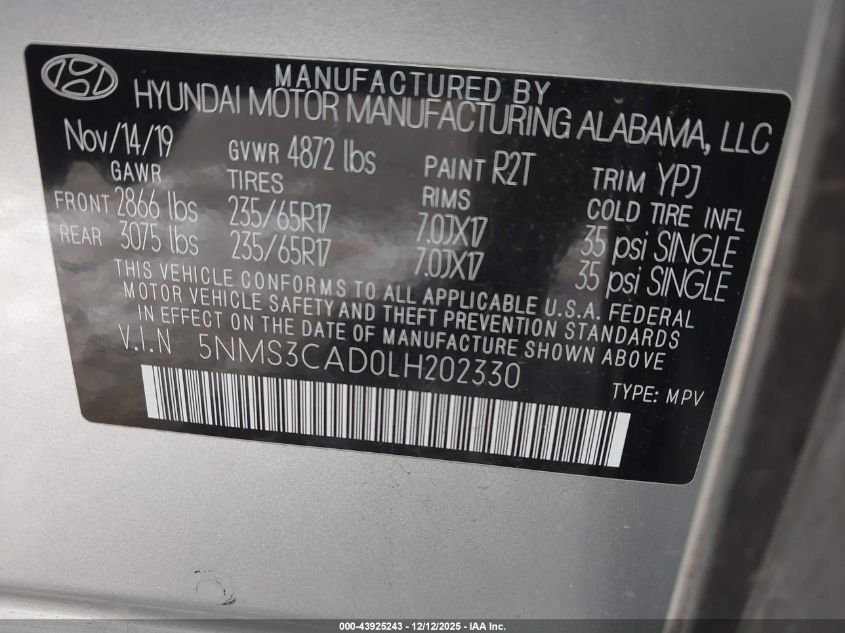 MANUFACTURED BY
HYUNDAI MOTOR MANUFACTURING ALABAMA, LLC
Nov/14/19 GVWR 4872 lbs PAINT R2T TRIM YPJ
GAWR TIRES RIMS COLD TIRE INFL
FRONT 2866 lbs 235/65R17 7.0JX17 35 psi SINGLE
REAR 3075 lbs 235/65R17 7.0JX17 35 psi SINGLE
THIS VEHICLE CONFORMS TO ALL APPLICABLE U.S.A. FEDERAL
MOTOR VEHICLE SAFETY AND THEFT PREVENTION STANDARDS
IN EFFECT ON THE DATE OF MANUFACTURE SHOWN ABOVE.
V.I.N 5NMS3CAD0LH202330
TYPE: MPV
000-43925243 - 12/12/2025 - IAA Inc.